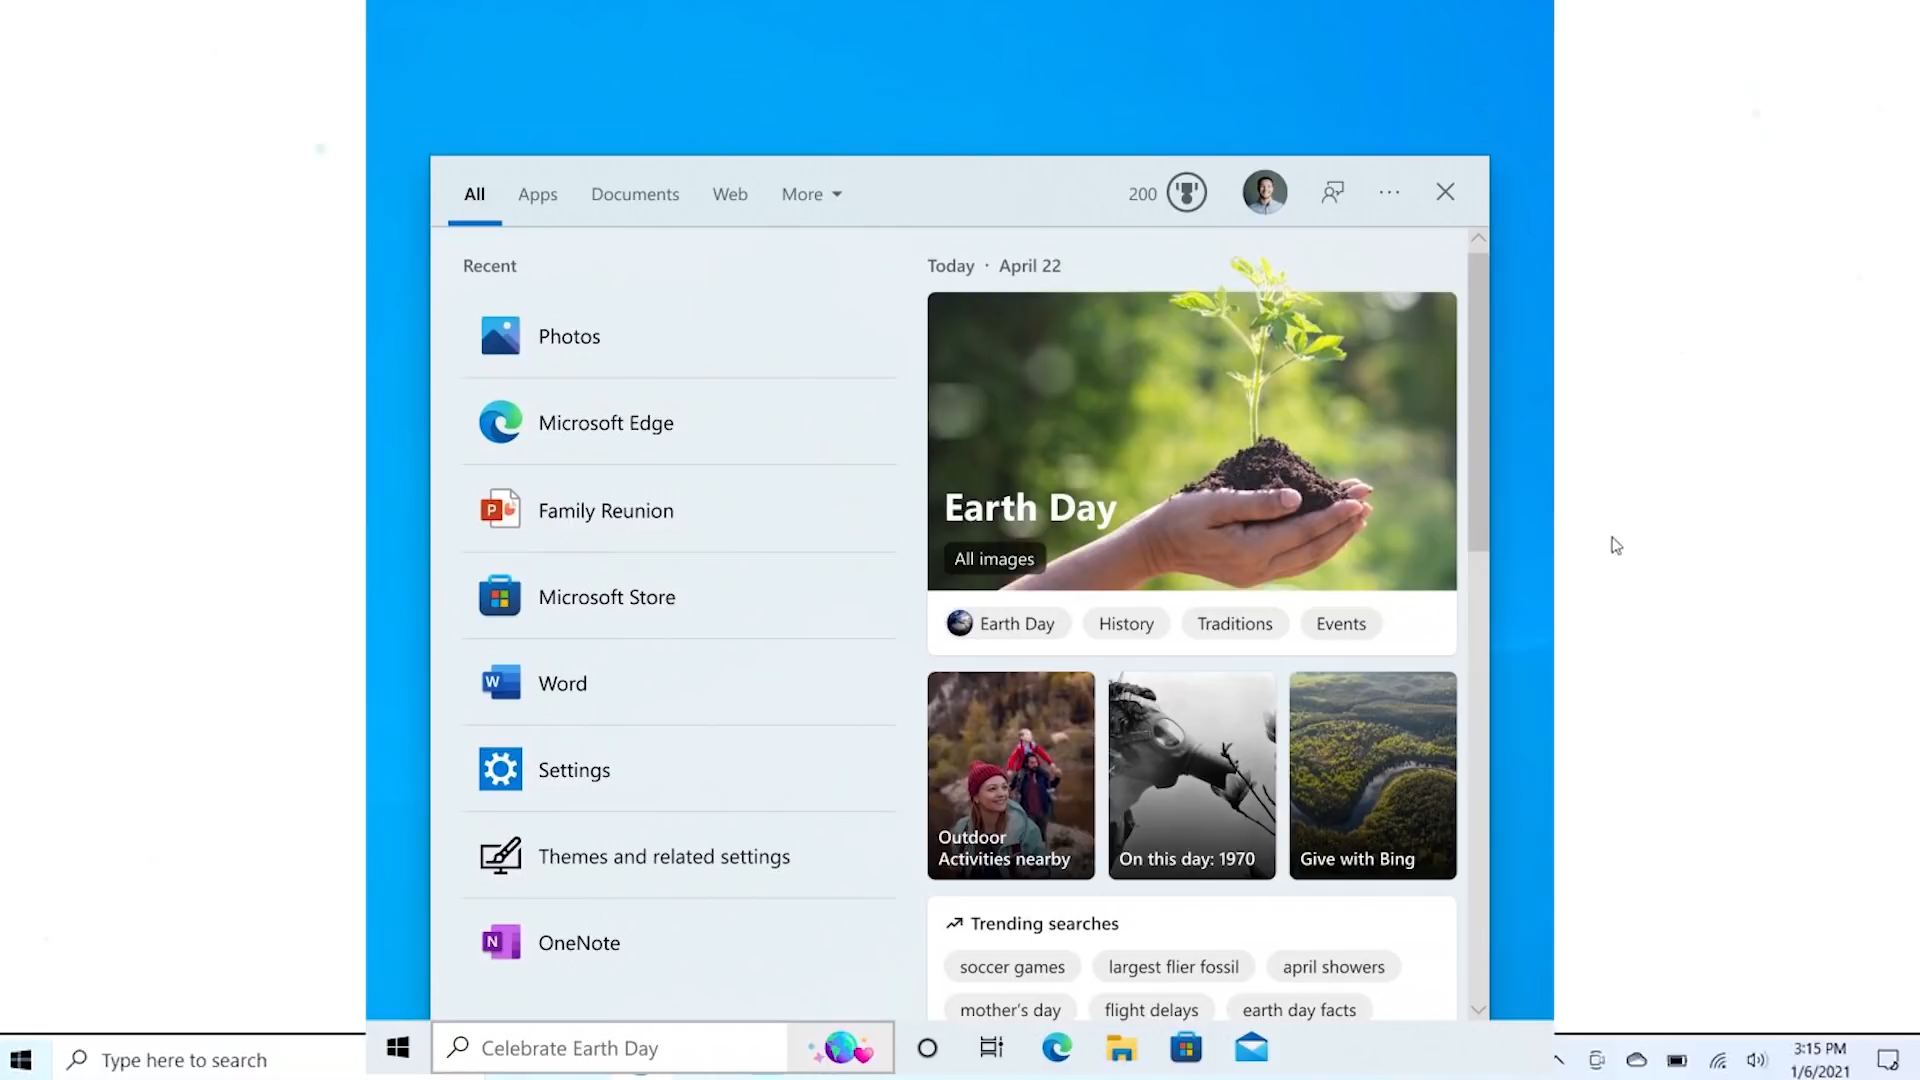 All
Apps
Documents
Web
More
200
Recent
Photos
Microsoft Edge
Family Reunion
Microsoft Store
Word
Settings
Themes and related settings
OneNote
Today · April 22
Earth Day
All images
Earth Day
History
Traditions
Events
Outdoor
Activities nearby
On this day: 1970
Give with Bing
Trending searches
soccer games
largest flier fossil
april showers
mother's day
flight delays
earth day facts
Celebrate Earth Day
Type here to search
3:15 PM
1/6/2021